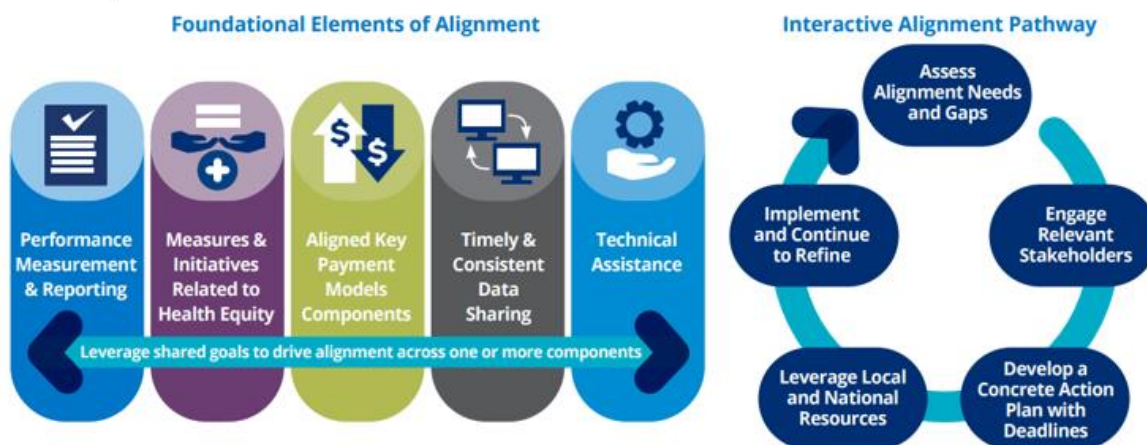 Foundational Elements of Alignment
Performance
Measurement
& Reporting
Measures &
Initiatives
Related to
Health Equity
$
$
Aligned Key
Payment
Models
Components
Timely &
Consistent
Data
Sharing
Technical
Assistance
Leverage shared goals to drive alignment across one or more components
Interactive Alignment Pathway
Assess
Alignment Needs
and Gaps
Engage
Relevant
Stakeholders
Develop a
Concrete Action
Plan with
Deadlines
Leverage Local
and National
Resources
Implement
and Continue
to Refine